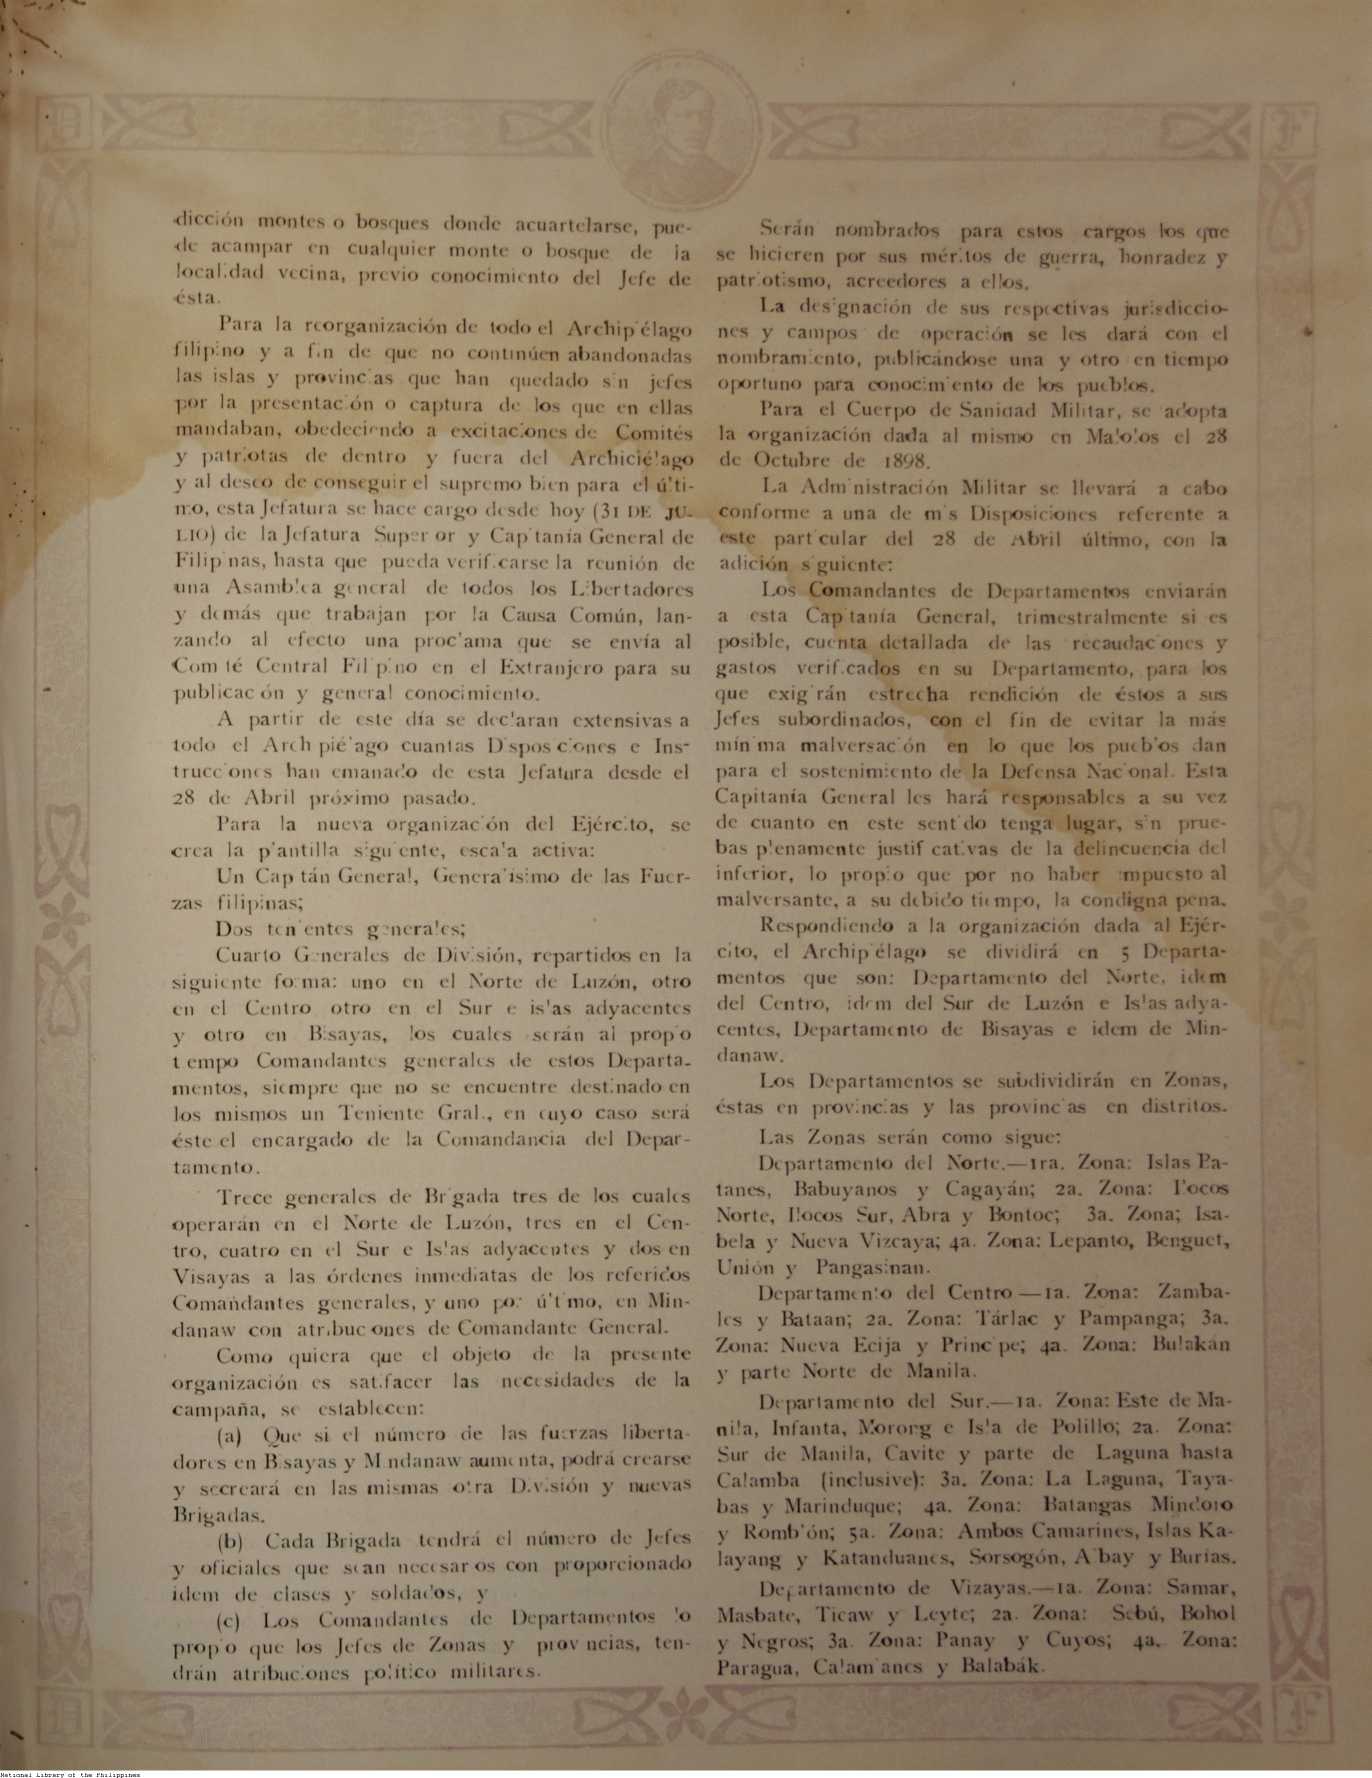 dicción montes o bosques donde acuartelarse, pue-
de acampar en cualquier monte o bosque de la
localidad vecina, previo conocimiento del Jefe de
ésta.
Para la reorganización de todo el Archipiélago
filipino y a fin de que no continúen abandonadas
las islas y provincias que han quedado sin jefes
por la presentación o captura de los que en ellas
mandaban, obedeciendo a excitaciones de Comités
y patriotas de dentro y fuera del Archiciélago
y al deseo de conseguir el supremo bien para el últi-
mo, esta Jefatura se hace cargo desde hoy (31 DE JU-
LIO) de la Jefatura Superior y Capitanía General de
Filipinas, hasta que pueda verificarse la reunión de
una Asamblea general de todos los Libertadores
y demás que trabajan por la Causa Común, lan-
zando al efecto una proclama que se envía al
Comité Central Filipino en el Extranjero para su
publicación y general conocimiento.
A partir de este día se declaran extensivas a
todo el Archipiélago cuantas Disposiciones e Ins-
trucciones han emanado de esta Jefatura desde el
28 de Abril próximo pasado.
Para la nueva organización del Ejército, se
crea la plantilla siguiente, escala activa:
Un Capitán General, Generalísimo de las Fuer-
zas filipinas;
Dos tenientes generales;
Cuarto Generales de División, repartidos en la
siguiente forma: uno en el Norte de Luzón, otro
en el Centro otro en el Sur e islas adyacentes
y otro en Bisayas, los cuales serán al propio
tiempo Comandantes generales de estos Departa-
mentos, siempre que no se encuentre destinado en
los mismos un Teniente Gral., en cuyo caso será
éste el encargado de la Comandancia del Depar-
tamento.
Trece generales de Brigada tres de los cuales
operarán en el Norte de Luzón, tres en el Cen-
tro, cuatro en el Sur e Islas adyacentes y dos en
Visayas a las órdenes inmediatas de los referidos
Comandantes generales, y uno por último, en Min-
danaw con atribuciones de Comandante General.
Como quiera que el objeto de la presente
organización es satisfacer las necesidades de la
campaña, se establecen:
(a) Que si el número de las fuerzas liberta-
dores en Bisayas y Mindanaw aumenta, podrá crearse
y secreará en las mismas otra División y nuevas
Brigadas.
(b) Cada Brigada tendrá el número de Jefes
y oficiales que sean necesarios con proporcionado
idem de clases y soldados, y
(c) Los Comandantes de Departamentos lo
propio que los Jefes de Zonas y provincias, ten-
drán atribuciones político militares.
Serán nombrados para estos cargos los que
se hicieren por sus méritos de guerra, honradez y
patriotismo, acreedores a ellos.
La designación de sus respectivas jurisdiccio-
nes y campos de operación se les dará con el
nombramiento, publicándose una y otro en tiempo
oportuno para conocimiento de los pueblos.
Para el Cuerpo de Sanidad Militar, se adopta
la organización dada al mismo en Malolos el 28
de Octubre de 1898.
La Administración Militar se llevará a cabo
conforme a una de mis Disposiciones referente a
este particular del 28 de Abril último, con la
adición siguiente:
Los Comandantes de Departamentos enviarán
a esta Capitanía General, trimestralmente si es
posible, cuenta detallada de las recaudaciones y
gastos verificados en su Departamento, para los
que exigirán estrecha rendición de éstos a sus
Jefes subordinados, con el fin de evitar la más
mínima malversación en lo que los pueblos dan
para el sostenimiento de la Defensa Nacional. Esta
Capitanía General les hará responsables a su vez
de cuanto en este sentido tenga lugar, sin prue-
bas plenamente justificativas de la delincuencia del
inferior, lo propio que por no haber impuesto al
malversante, a su debido tiempo, la condigna pena.
Respondiendo a la organización dada al Ejér-
cito, el Archipiélago se dividirá en 5 Departa-
mentos que son: Departamento del Norte, idem
del Centro, idem del Sur de Luzón e Islas adya-
centes, Departamento de Bisayas e idem de Min-
danaw.
Los Departamentos se subdividirán en Zonas,
éstas en provincias y las provincias en distritos.
Las Zonas serán como sigue:
Departamento del Norte.—1ra. Zona: Islas Ba-
tanes, Babuyanos y Cagayán; 2a. Zona: Ilocos
Norte, Ilocos Sur, Abra y Bontoc; 3a. Zona; Isa-
bela y Nueva Vizcaya; 4a. Zona: Lepanto, Benguet,
Unión y Pangasinan.
Departamento del Centro—1a. Zona: Zamba-
les y Bataan; 2a. Zona: Tárlac y Pampanga; 3a.
Zona: Nueva Ecija y Principe; 4a. Zona: Bulakán
y parte Norte de Manila.
Departamento del Sur.—1a. Zona: Este de Ma-
nila, Infanta, Mororg e Isla de Polillo; 2a. Zona:
Sur de Manila, Cavite y parte de Laguna hasta
Calamba (inclusive): 3a. Zona: La Laguna, Taya-
bas y Marinduque; 4a. Zona: Batangas Mindoro
y Romblón; 5a. Zona: Ambos Camarines, Islas Ka-
layang y Katanduanes, Sorsogón, Albay y Burias.
Departamento de Vizayas.—1a. Zona: Samar,
Masbate, Ticaw y Leyte; 2a. Zona: Sebú, Bohol
y Negros; 3a. Zona: Panay y Cuyos; 4a. Zona:
Paragua, Calamianes y Balabák.
National Library of the Philippines